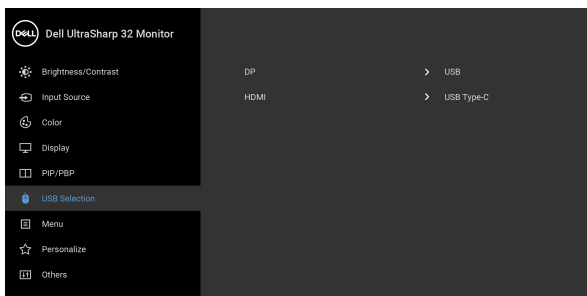 DELL Dell UltraSharp 32 Monitor
Brightness/Contrast
DP > USB
Input Source
HDMI > USB Type-C
Color
Display
PIP/PBP
USB Selection
Menu
Personalize
Others